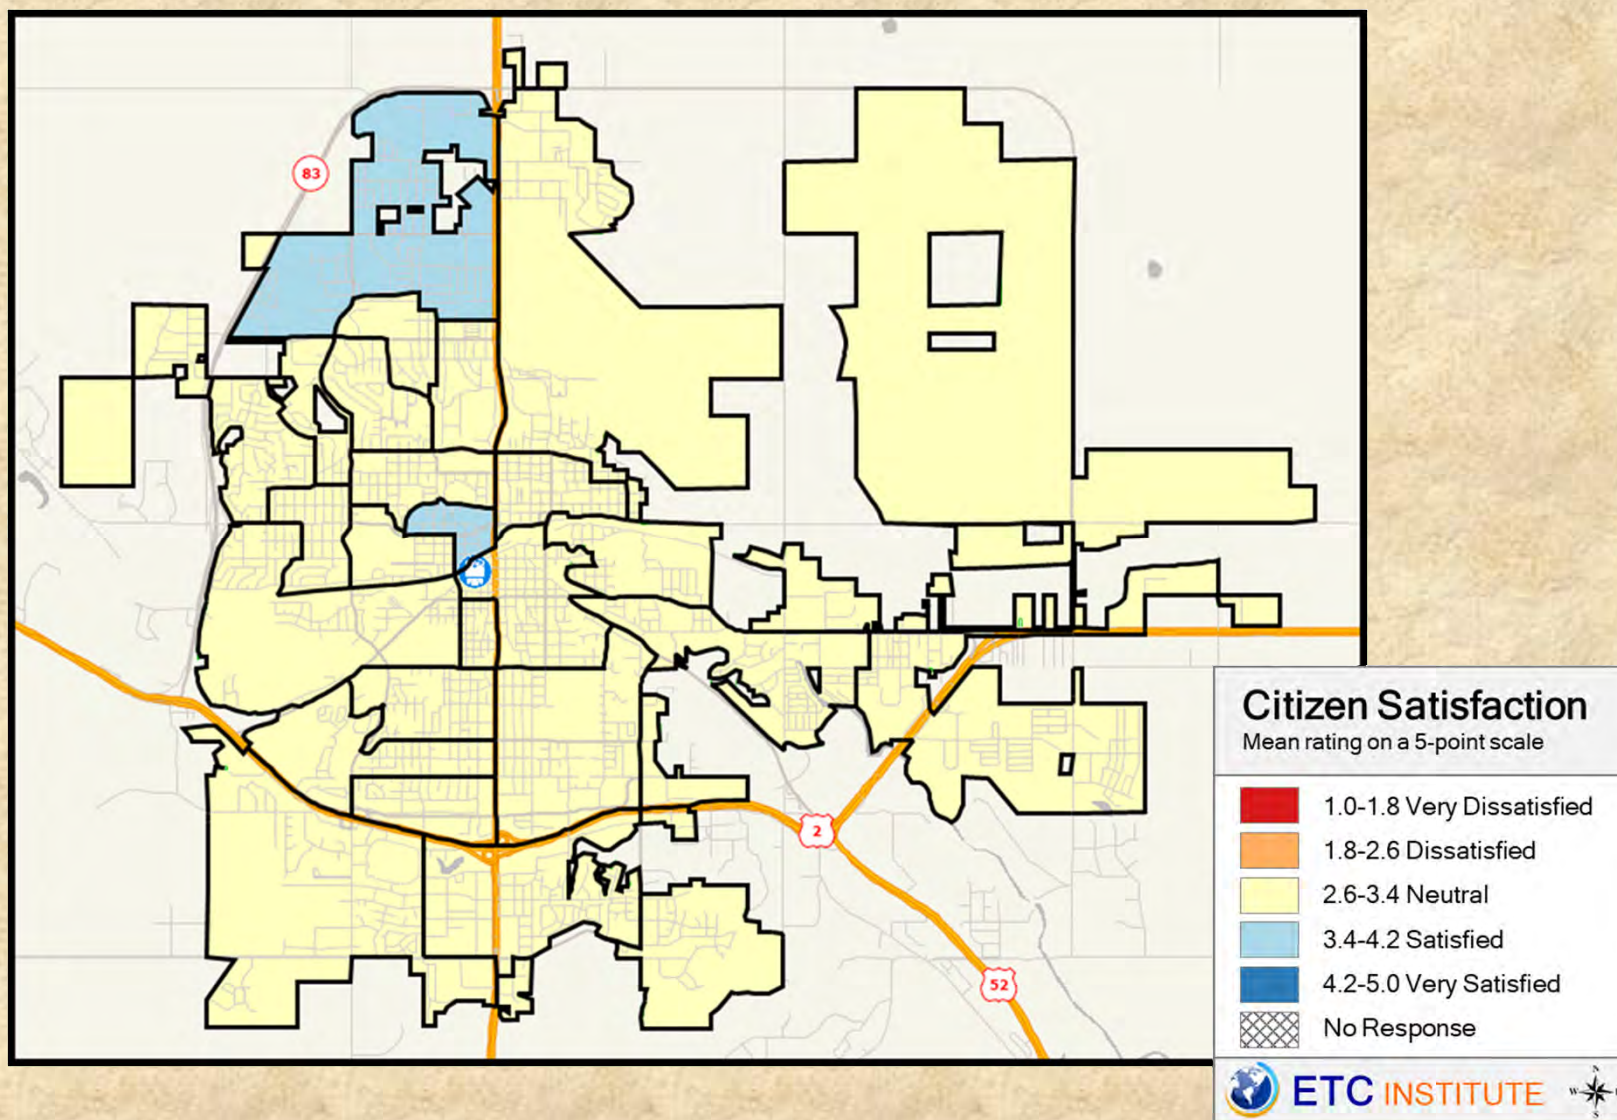 83
2
52
Citizen Satisfaction
Mean rating on a 5-point scale
1.0-1.8 Very Dissatisfied
1.8-2.6 Dissatisfied
2.6-3.4 Neutral
3.4-4.2 Satisfied
4.2-5.0 Very Satisfied
No Response
ETC INSTITUTE
N
W
S